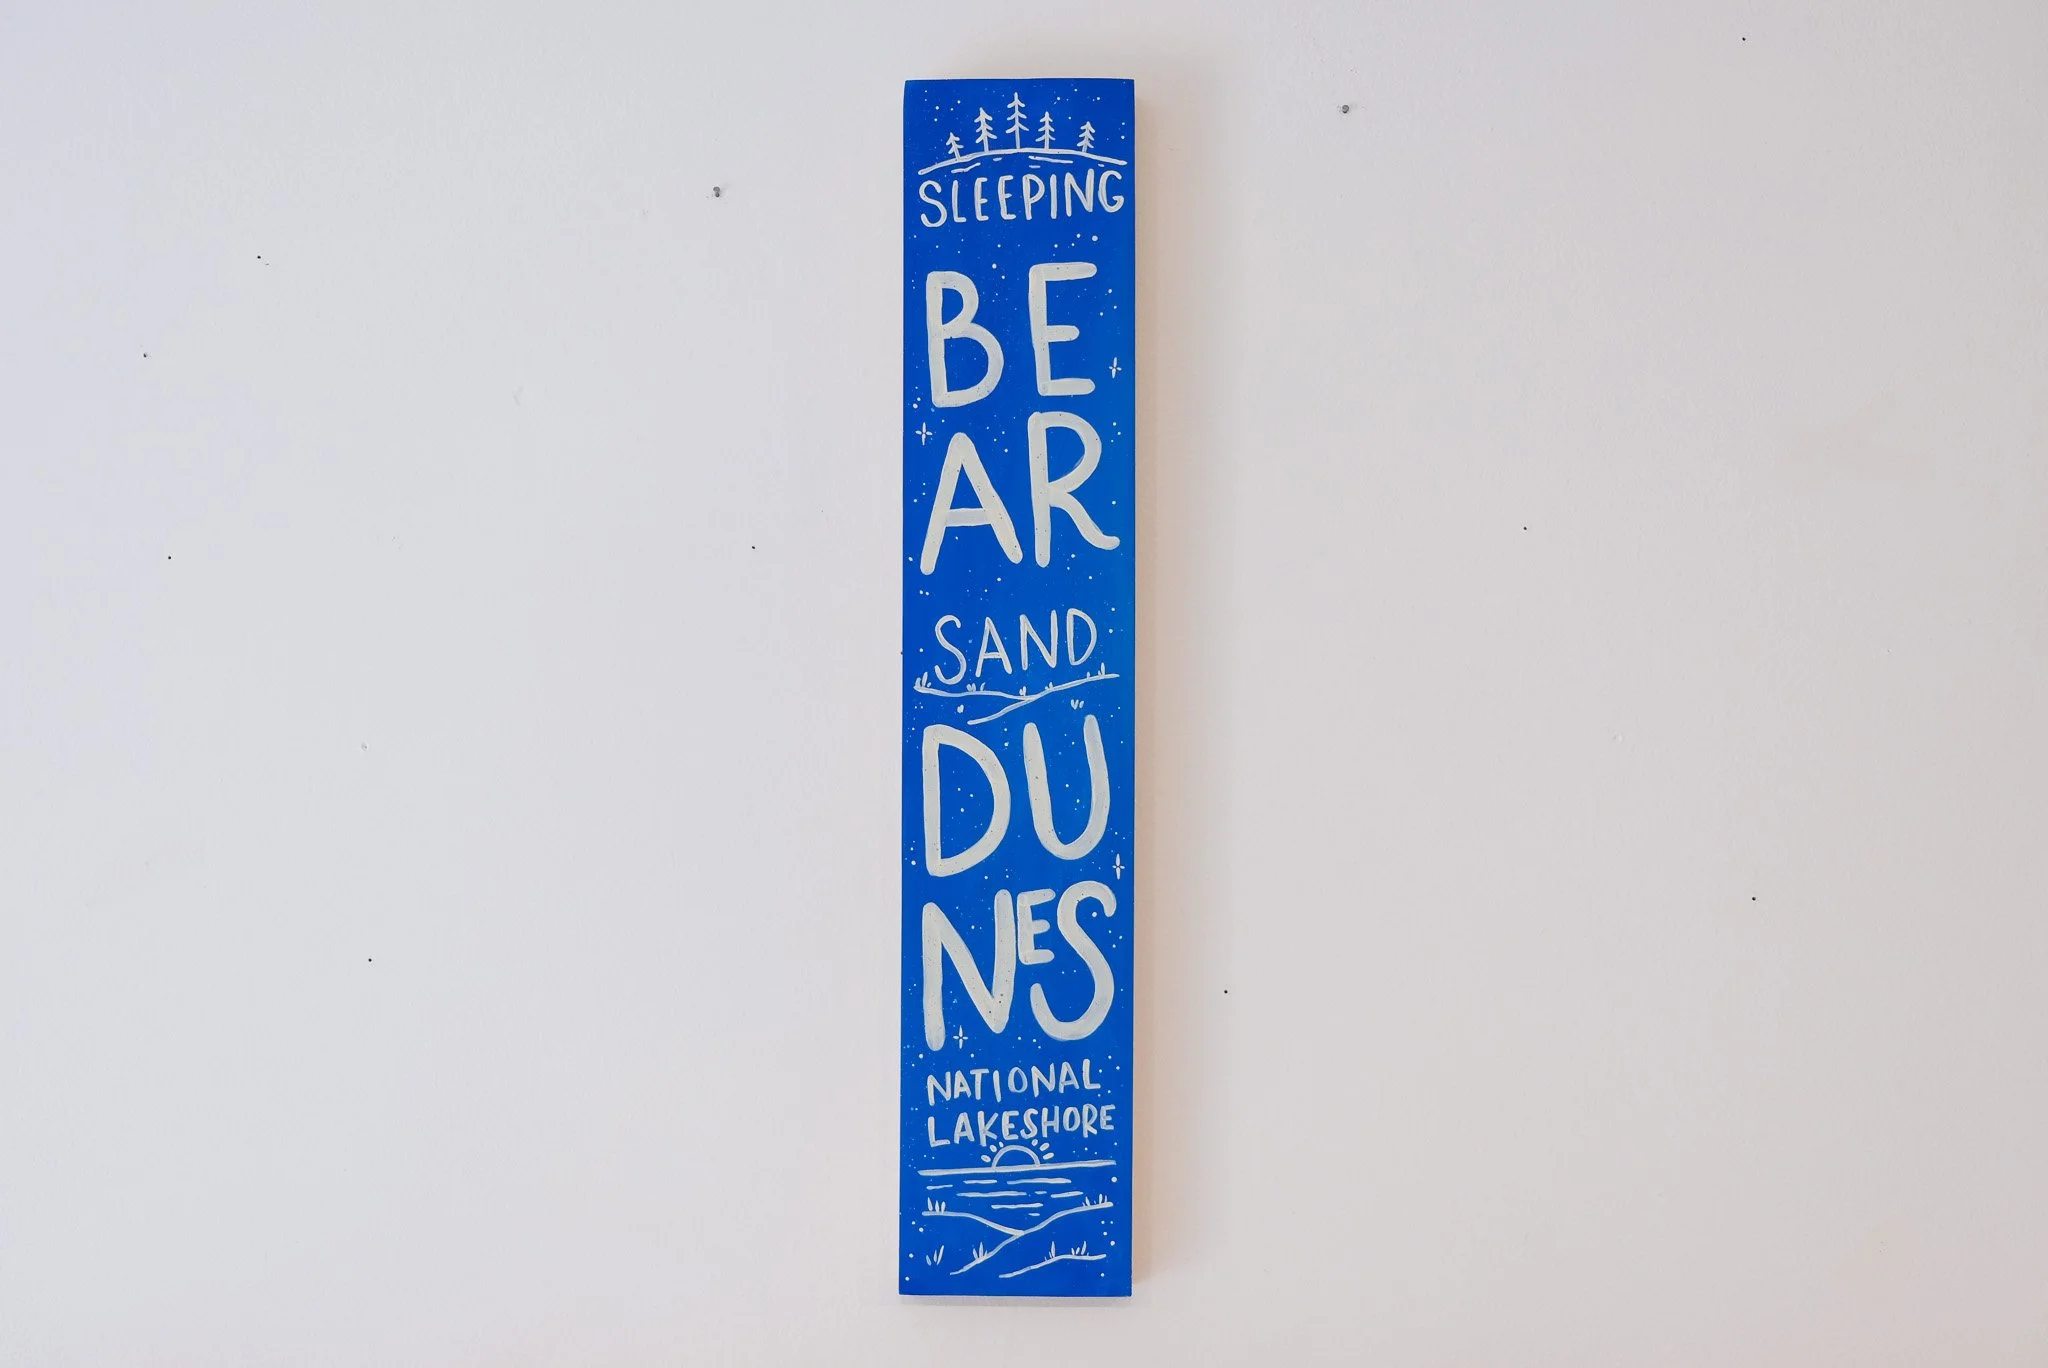 SLEEPING
BE
AR
SAND
DU
NES
NATIONAL
LAKESHORE